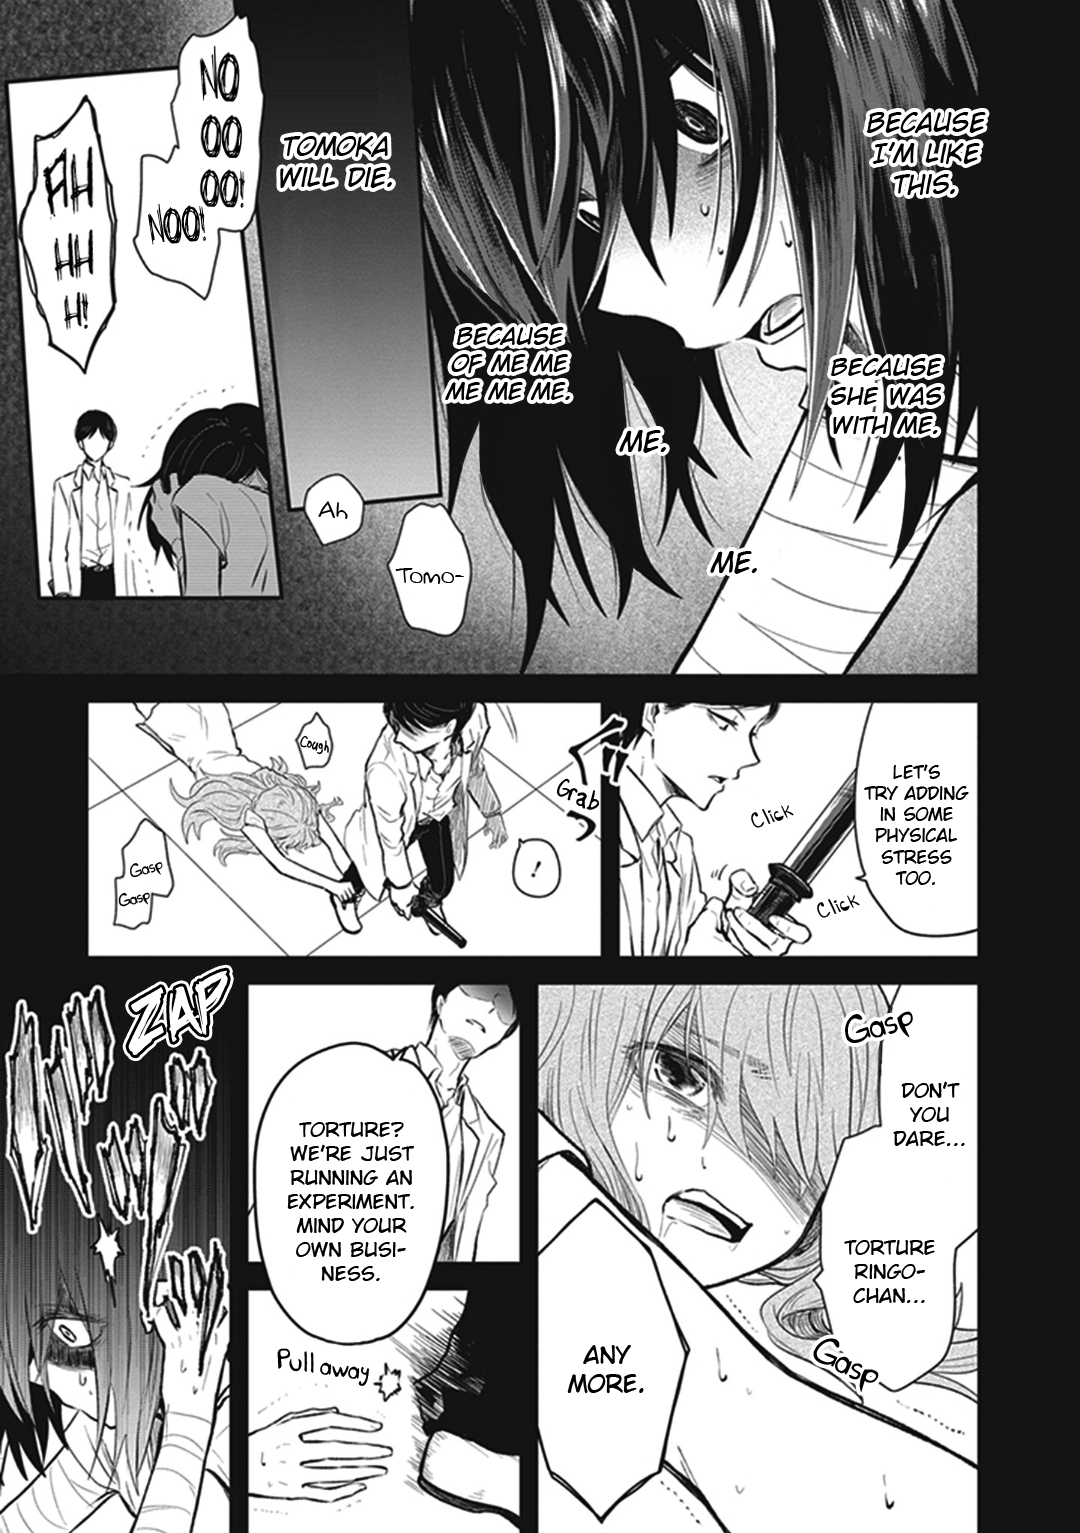 BECAUSE
I'M LIKE
THIS.
BECAUSE
SHE WAS
WITH ME.
BECAUSE
OF ME ME
ME ME ME.
ME.
ME.
TOMOKA
WILL DIE.
Ah
Tomo-
NO
OO
OO!
NOO!
AH
HH
H!
LET'S
TRY ADDING
IN SOME
PHYSICAL
STRESS
TOO.
Click
Click
Grab
!
Cough
Gasp
Gasp
Gasp
DON'T
YOU
DARE...
TORTURE
RINGO-
CHAN...
Gasp
ANY
MORE.
TORTURE?
WE'RE JUST
RUNNING AN
EXPERIMENT.
MIND YOUR
OWN BUSI-
NESS.
Pull away
ZAP